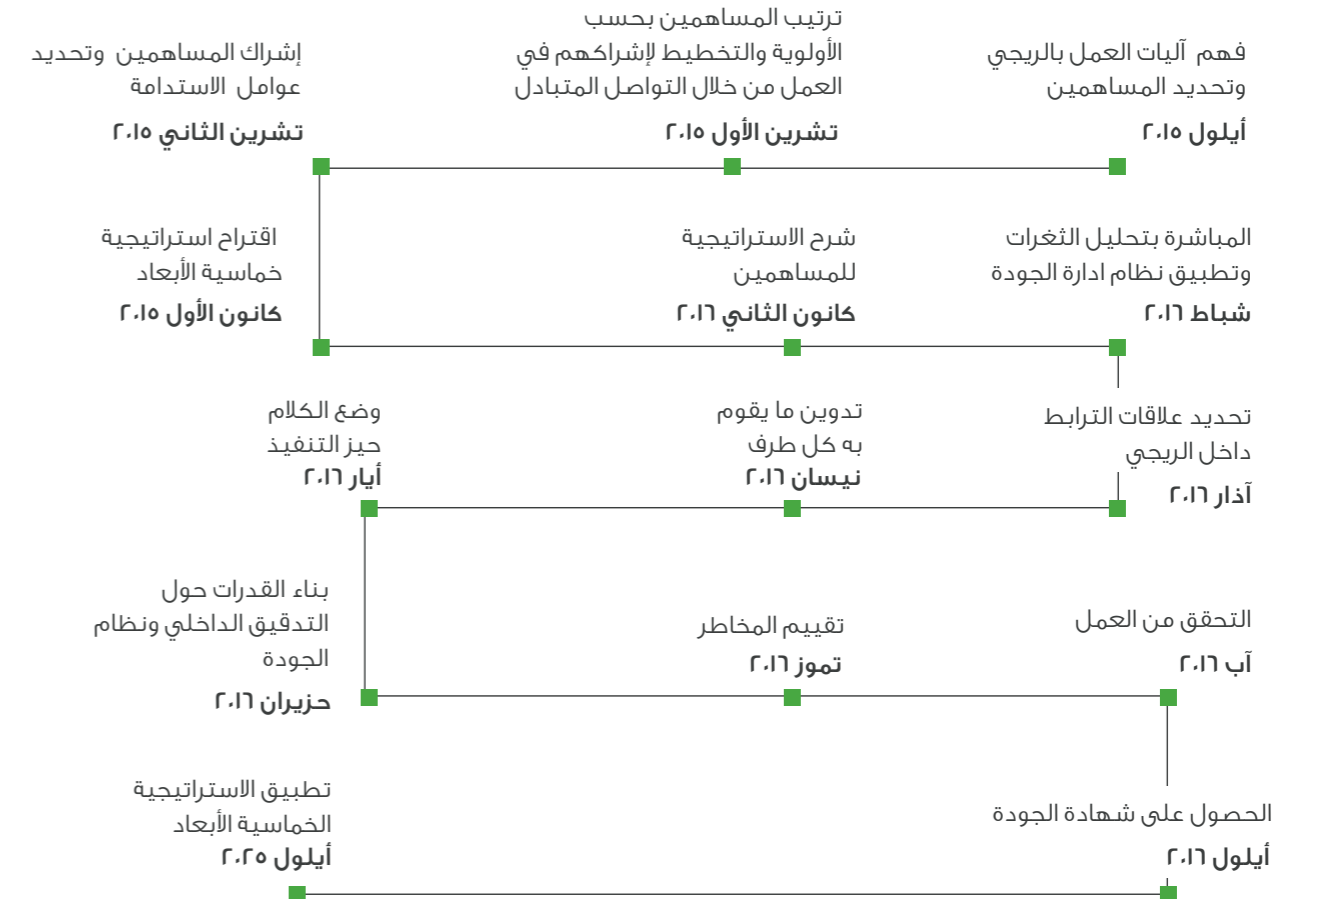 فهم آليات العمل بالريجي
وتحديد المساهمين
أيلول ٢٠١٥
ترتيب المساهمين بحسب
الأولوية والتخطيط لإشراكهم في
العمل من خلال التواصل المتبادل
تشرين الأول ٢٠١٥
إشراك المساهمين وتحديد
عوامل الاستدامة
تشرين الثاني ٢٠١٥
اقتراح استراتيجية
خماسية الأبعاد
كانون الأول ٢٠١٥
شرح الاستراتيجية
للمساهمين
كانون الثاني ٢٠١٦
المباشرة بتحليل الثغرات
وتطبيق نظام ادارة الجودة
شباط ٢٠١٦
تحديد علاقات الترابط
داخل الريجي
آذار ٢٠١٦
تدوين ما يقوم
به كل طرف
نيسان ٢٠١٦
وضع الكلام
حيز التنفيذ
أيار ٢٠١٦
بناء القدرات حول
التدقيق الداخلي ونظام
الجودة
حزيران ٢٠١٦
تقييم المخاطر
تموز ٢٠١٦
التحقق من العمل
آب ٢٠١٦
الحصول على شهادة الجودة
أيلول ٢٠١٦
تطبيق الاستراتيجية
الخماسية الأبعاد
أيلول ٢٠٢٥